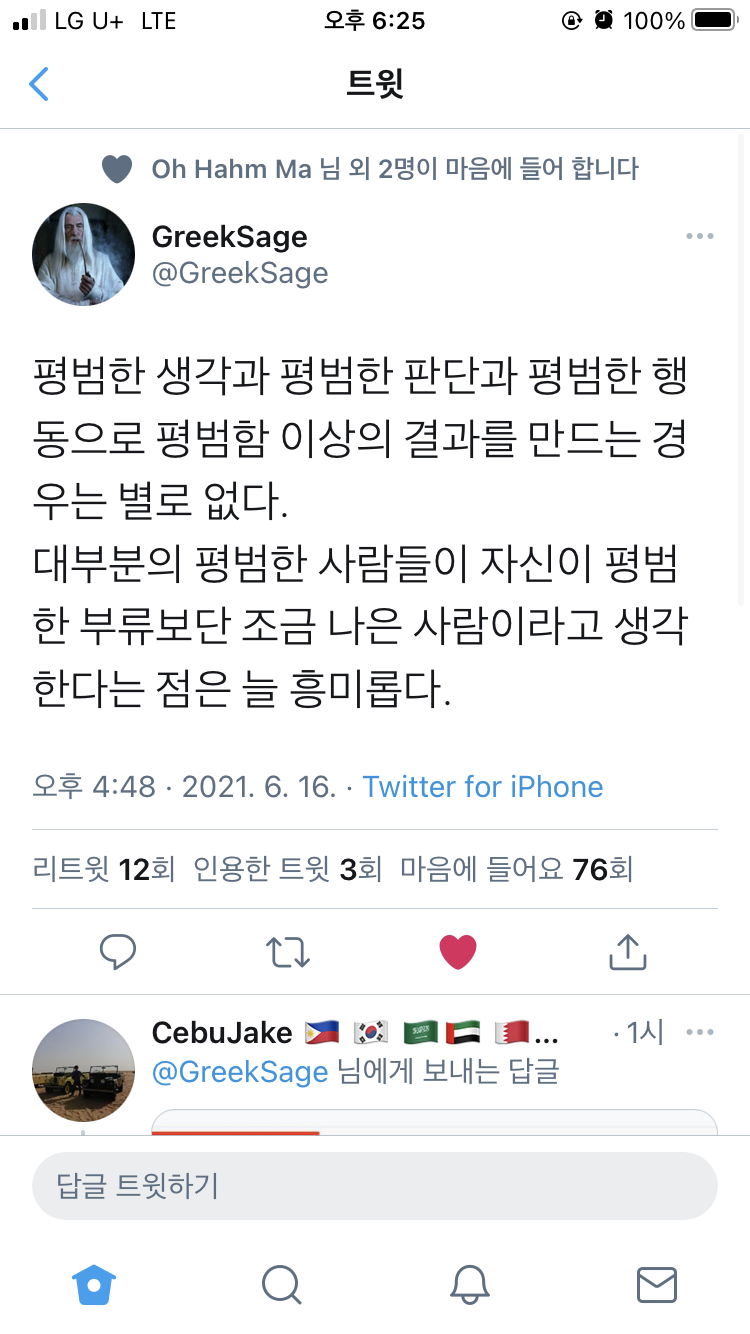 LG U+ LTE 오후 6:25 100%
트윗
Oh Hahm Ma 님 외 2명이 마음에 들어 합니다
GreekSage
@GreekSage
평범한 생각과 평범한 판단과 평범한 행
동으로 평범함 이상의 결과를 만드는 경
우는 별로 없다.
대부분의 평범한 사람들이 자신이 평범
한 부류보단 조금 나은 사람이라고 생각
한다는 점은 늘 흥미롭다.
오후 4:48 · 2021. 6. 16. · Twitter for iPhone
리트윗 12회 인용한 트윗 3회 마음에 들어요 76회
CebuJake 🇵🇭 🇰🇷 🇸🇦 🇦🇪 🇧🇭... · 1시
@GreekSage 님에게 보내는 답글
답글 트윗하기